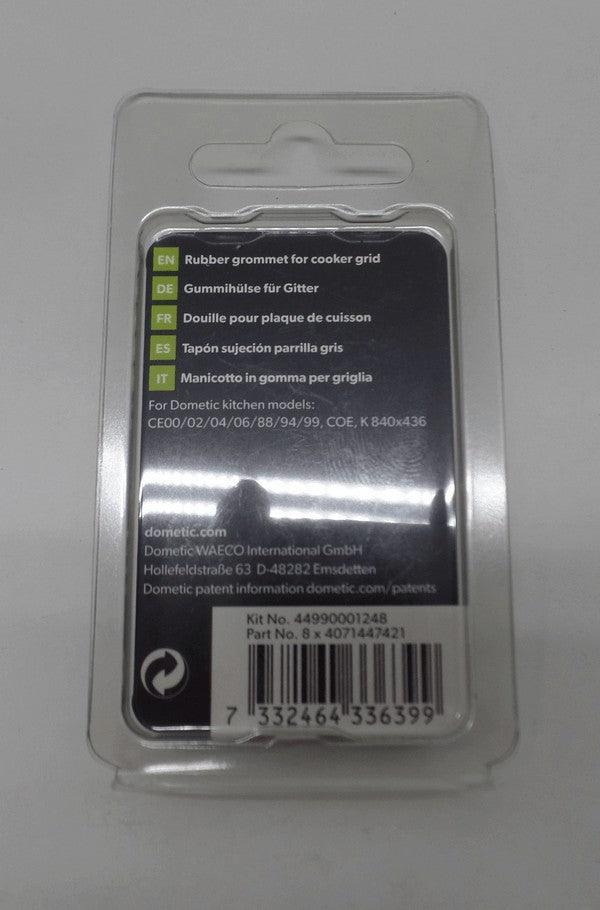 EN Rubber grommet for cooker grid
DE Gummihülse für Gitter
FR Douille pour plaque de cuisson
ES Tapón sujeción parrilla gris
IT Manicotto in gomma per griglia
For Dometic kitchen models:
CE00/02/04/06/88/94/99, COE, K 840x436
dometic.com
Dometic WAECO International GmbH
Hollefeldstraße 63 D-48282 Emsdetten
Dometic patent information dometic.com/patents
Kit No. 44990001248
Part No. 8 x 4071447421
7 332464 336399